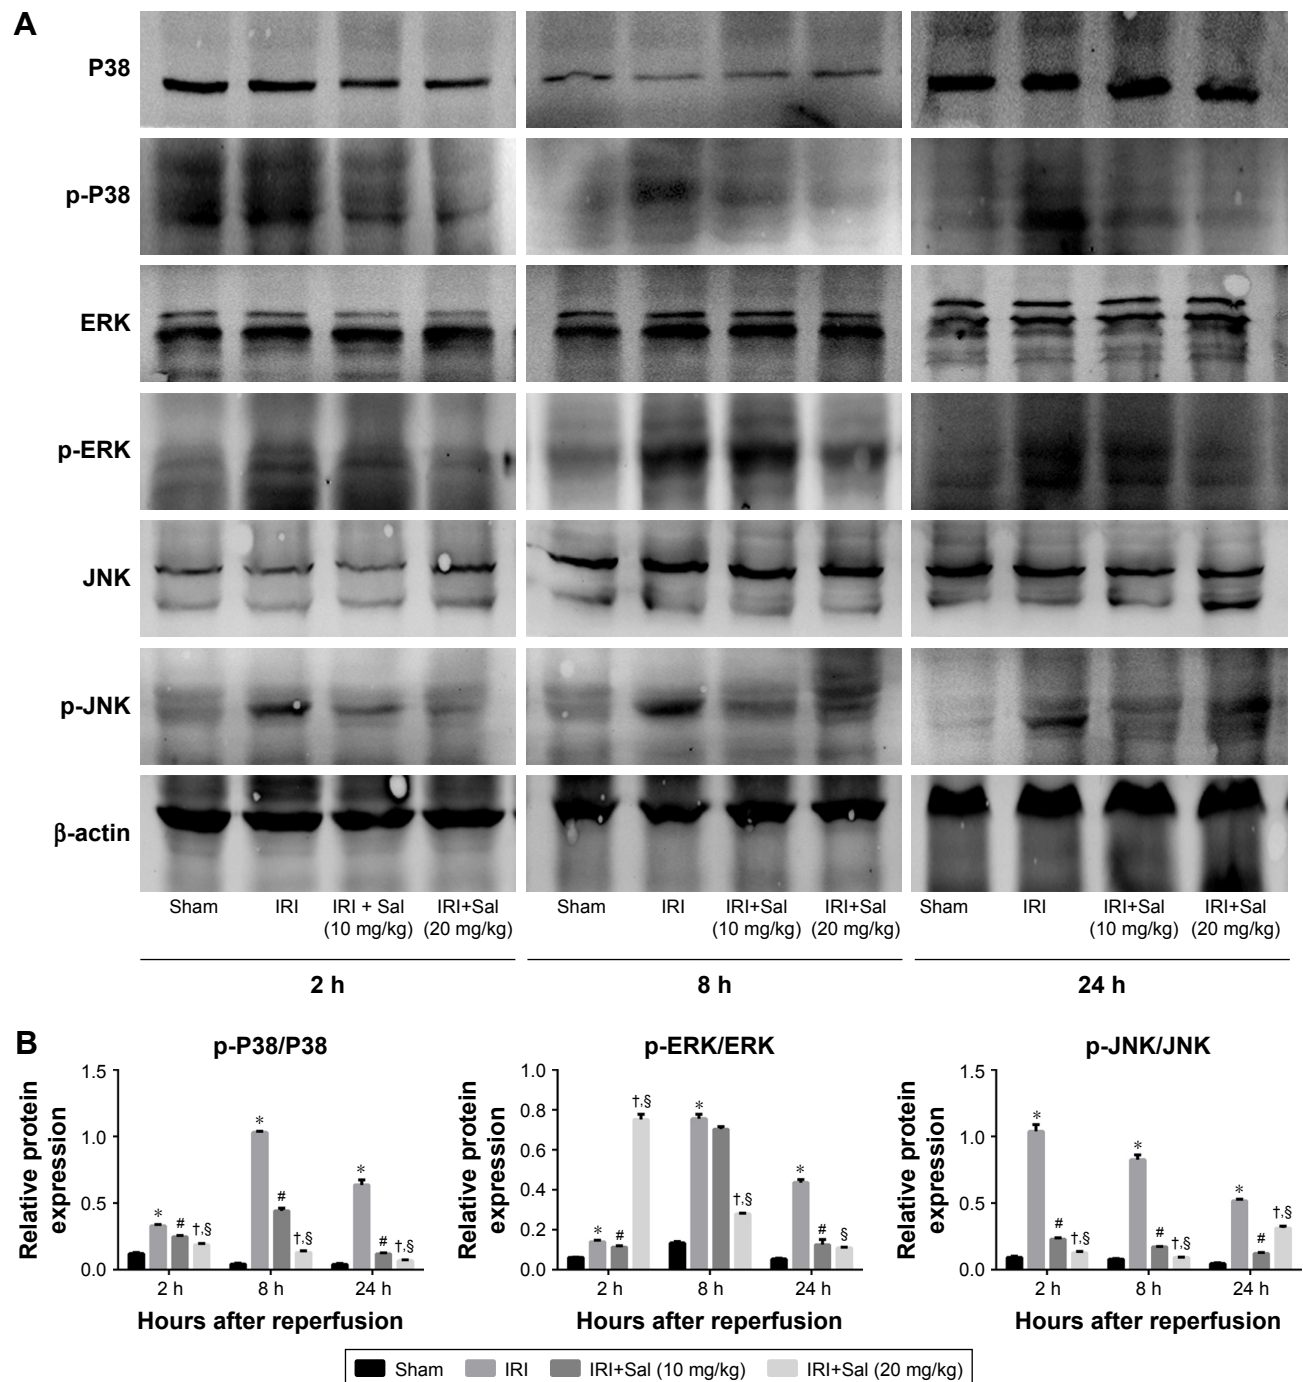 A
P38
p-P38
ERK
p-ERK
JNK
p-JNK
β-actin
Sham IRI IRI + Sal (10 mg/kg) IRI+Sal (20 mg/kg) Sham IRI IRI+Sal (10 mg/kg) IRI+Sal (20 mg/kg) Sham IRI IRI+Sal (10 mg/kg) IRI+Sal (20 mg/kg)
2 h 8 h 24 h
B
p-P38/P38
Relative protein
expression
1.5
1.0
0.5
0.0
* # †,§ * # †,§ * # †,§
2 h 8 h 24 h
Hours after reperfusion
p-ERK/ERK
1.0
0.8
0.6
0.4
0.2
0.0
Relative protein
expression
* # †,§ * †,§ * # §
2 h 8 h 24 h
Hours after reperfusion
p-JNK/JNK
Relative protein
expression
1.5
1.0
0.5
0.0
* # †,§ * # †,§ * # †,§
2 h 8 h 24 h
Hours after reperfusion
Sham IRI IRI+Sal (10 mg/kg) IRI+Sal (20 mg/kg)